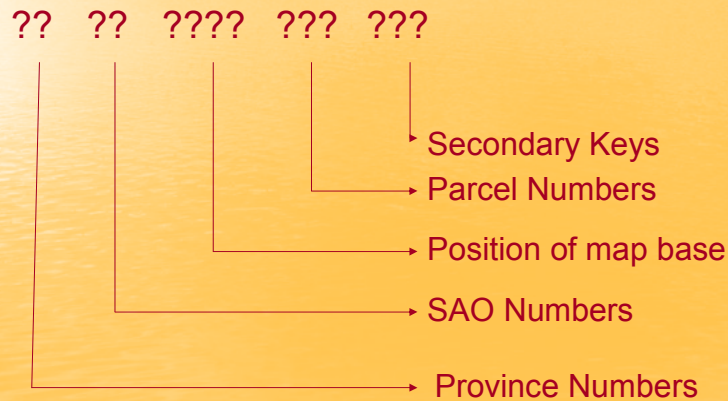 ?? ?? ???? ??? ???
Secondary Keys
Parcel Numbers
Position of map base
SAO Numbers
Province Numbers